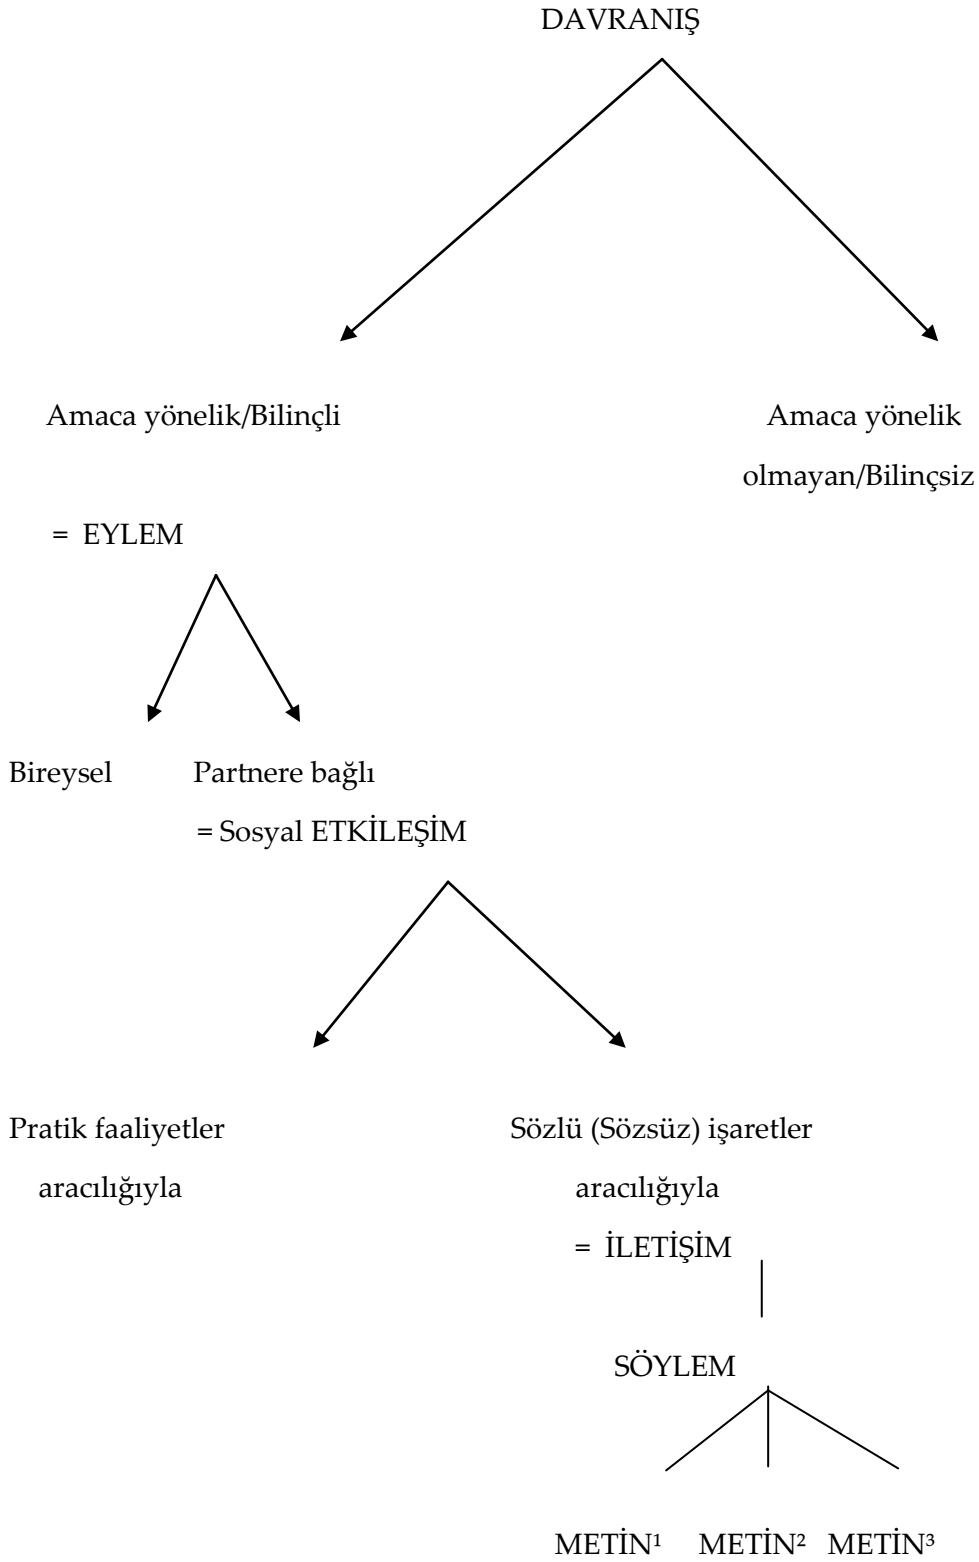 DAVRANIŞ
Amaca yönelik/Bilinçli
Amaca yönelik
olmayan/Bilinçsiz
= EYLEM
Bireysel
Partnere bağlı
= Sosyal ETKİLEŞİM
Pratik faaliyetler
aracılığıyla
Sözlü (Sözsüz) işaretler
aracılığıyla
= İLETİŞİM
SÖYLEM
METİN¹ METİN² METİN³